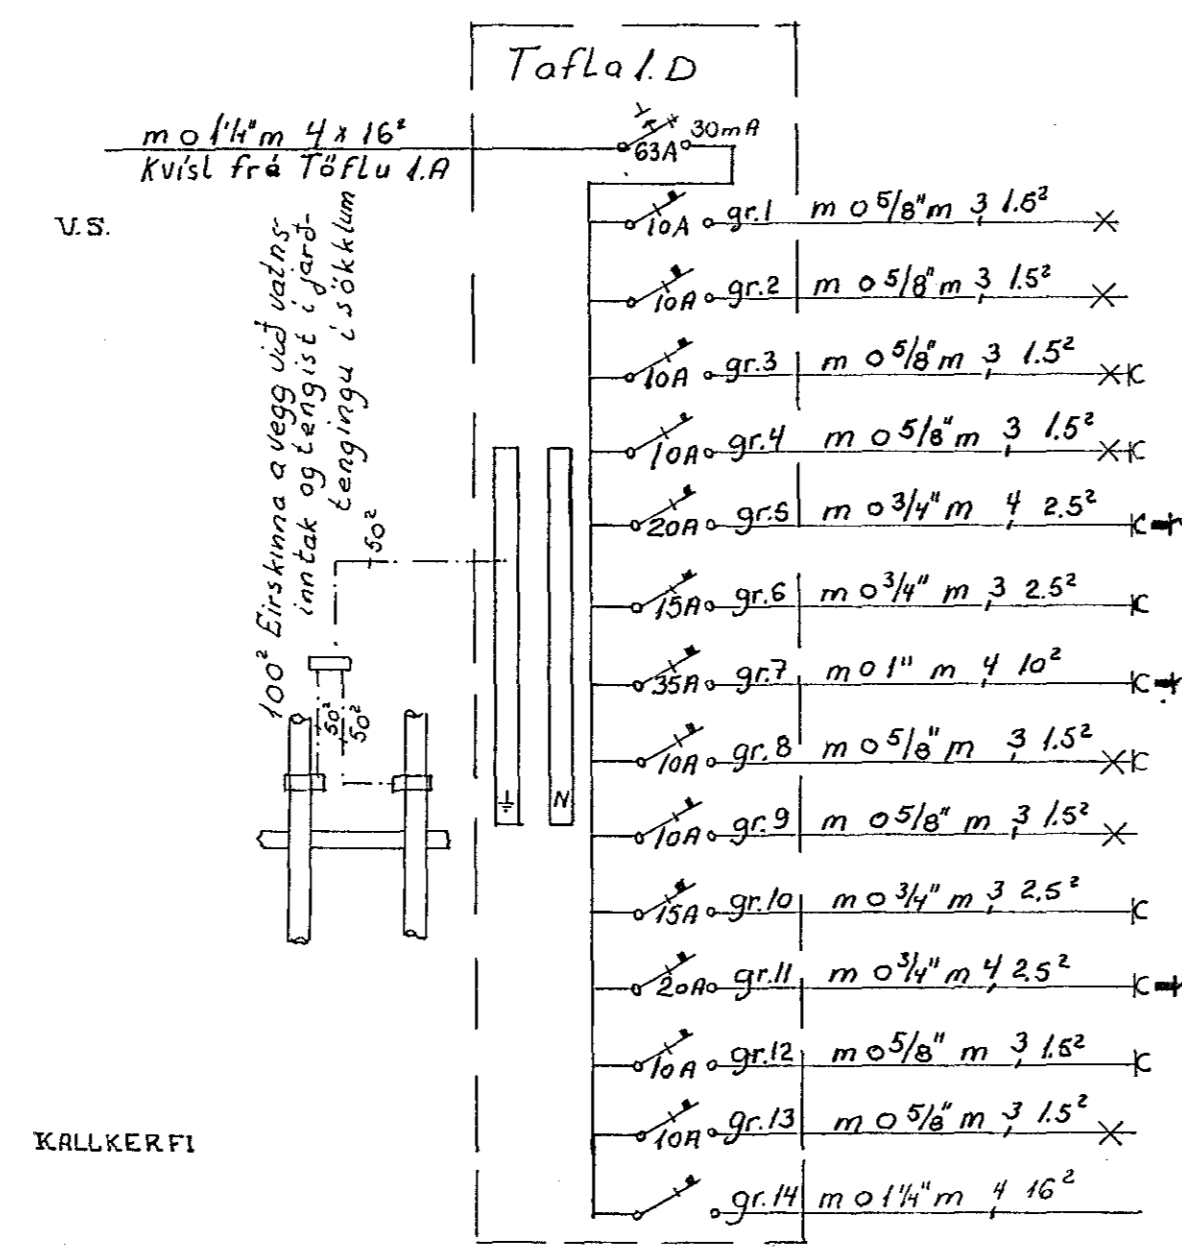 Tafla 1.D
m o 1¼" m 4 x 16²
Kvísl frá Töflu 1.A
30mA
63A
V.S.
100² Eirskinna a vegg við vatns-
inntak og tengist í jarð-
tengingu í sökklum
50²
50²
50²
N
10A gr.1 m o 5/8" m 3 1.5²
10A gr.2 m o 5/8" m 3 1.5²
10A gr.3 m o 5/8" m 3 1.5²
10A gr.4 m o 5/8" m 3 1.5²
20A gr.5 m o 3/4" m 4 2.5²
15A gr.6 m o 3/4" m 3 2.5²
35A gr.7 m o 1" m 4 10²
10A gr.8 m o 5/8" m 3 1.5²
10A gr.9 m o 5/8" m 3 1.5²
15A gr.10 m o 3/4" m 3 2.5²
20A gr.11 m o 3/4" m 4 2.5²
10A gr.12 m o 5/8" m 3 1.5²
10A gr.13 m o 5/8" m 3 1.5²
gr.14 m o 1¼" m 4 16²
KALLKERFI